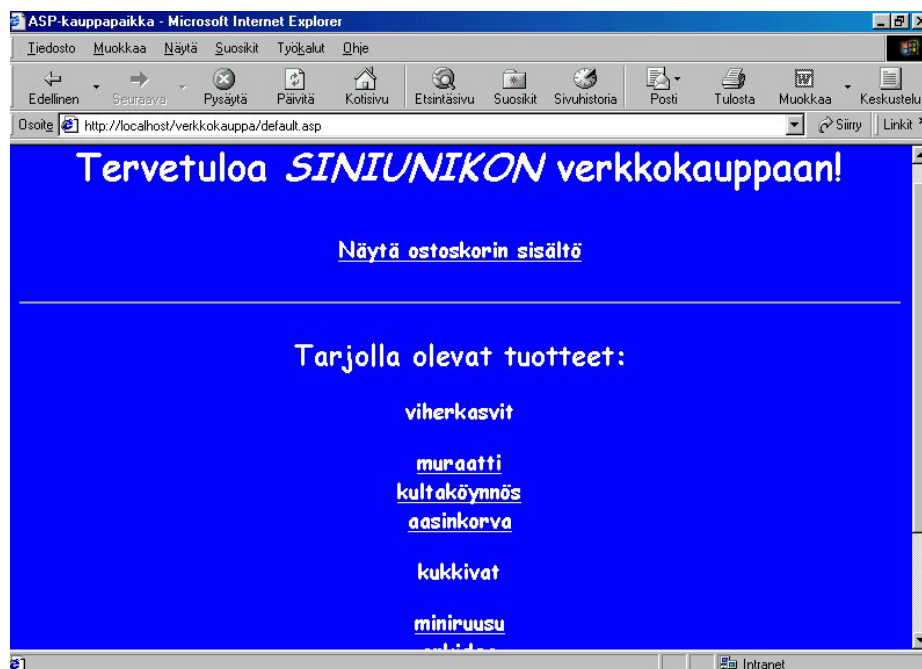 ASP-kauppapaikka - Microsoft Internet Explorer
Tiedosto Muokkaa Näytä Suosikit Työkalut Ohje
Edellinen Seuraava Pysäytä Päivitä Kotisivu Etsintäsivu Suosikit Sivuhistoria Posti Tulosta Muokkaa Keskustelu
Osoite http://localhost/verkkokauppa/default.asp Siirry Linkit
Tervetuloa SINIUNIKON verkkokauppaan!
Näytä ostoskorin sisältö
Tarjolla olevat tuotteet:
viherkasvit
muraatti
kultaköynnös
aasinkorva
kukkivat
miniruusu
Intranet